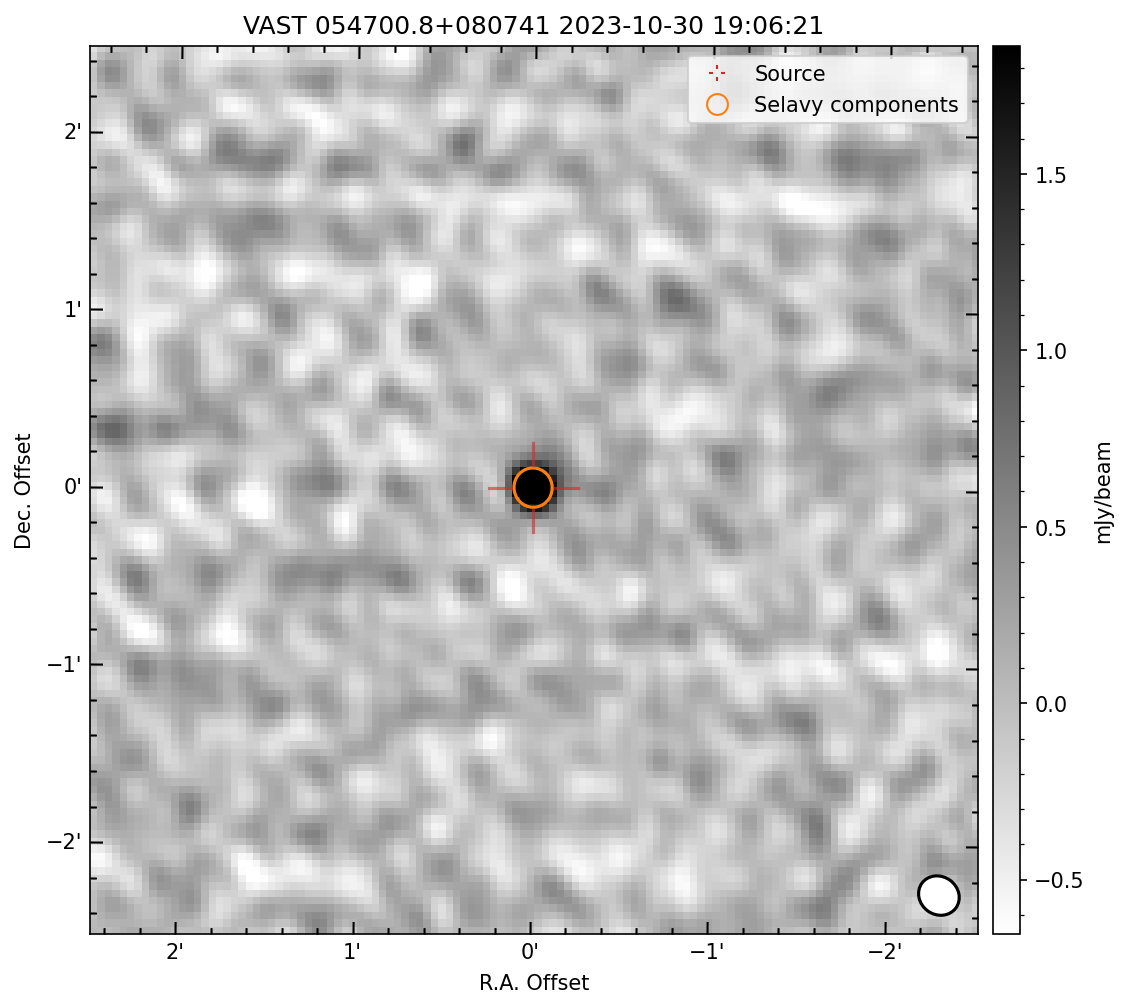 VAST 054700.8+080741 2023-10-30 19:06:21
Source
Selavy components
2'
1'
0'
−1'
−2'
Dec. Offset
2'
1'
0'
−1'
−2'
R.A. Offset
1.5
1.0
0.5
0.0
−0.5
mJy/beam